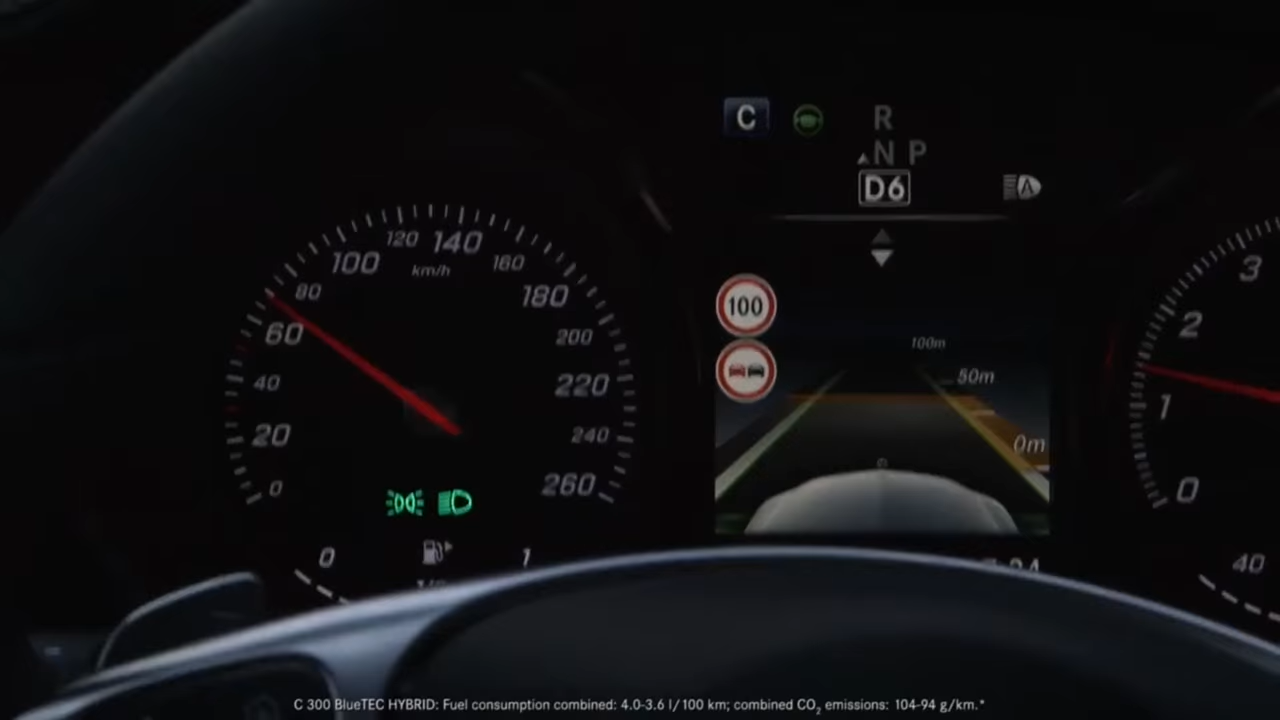 C
R
N P
D6
A
120 140
100 160
km/h
80 180
60 200
40 220
20 240
0 260
100
100m
50m
0m
3
2
1
0
0 1
40
C 300 BlueTEC HYBRID: Fuel consumption combined: 4.0-3.6 l/100 km; combined CO₂ emissions: 104-94 g/km.*